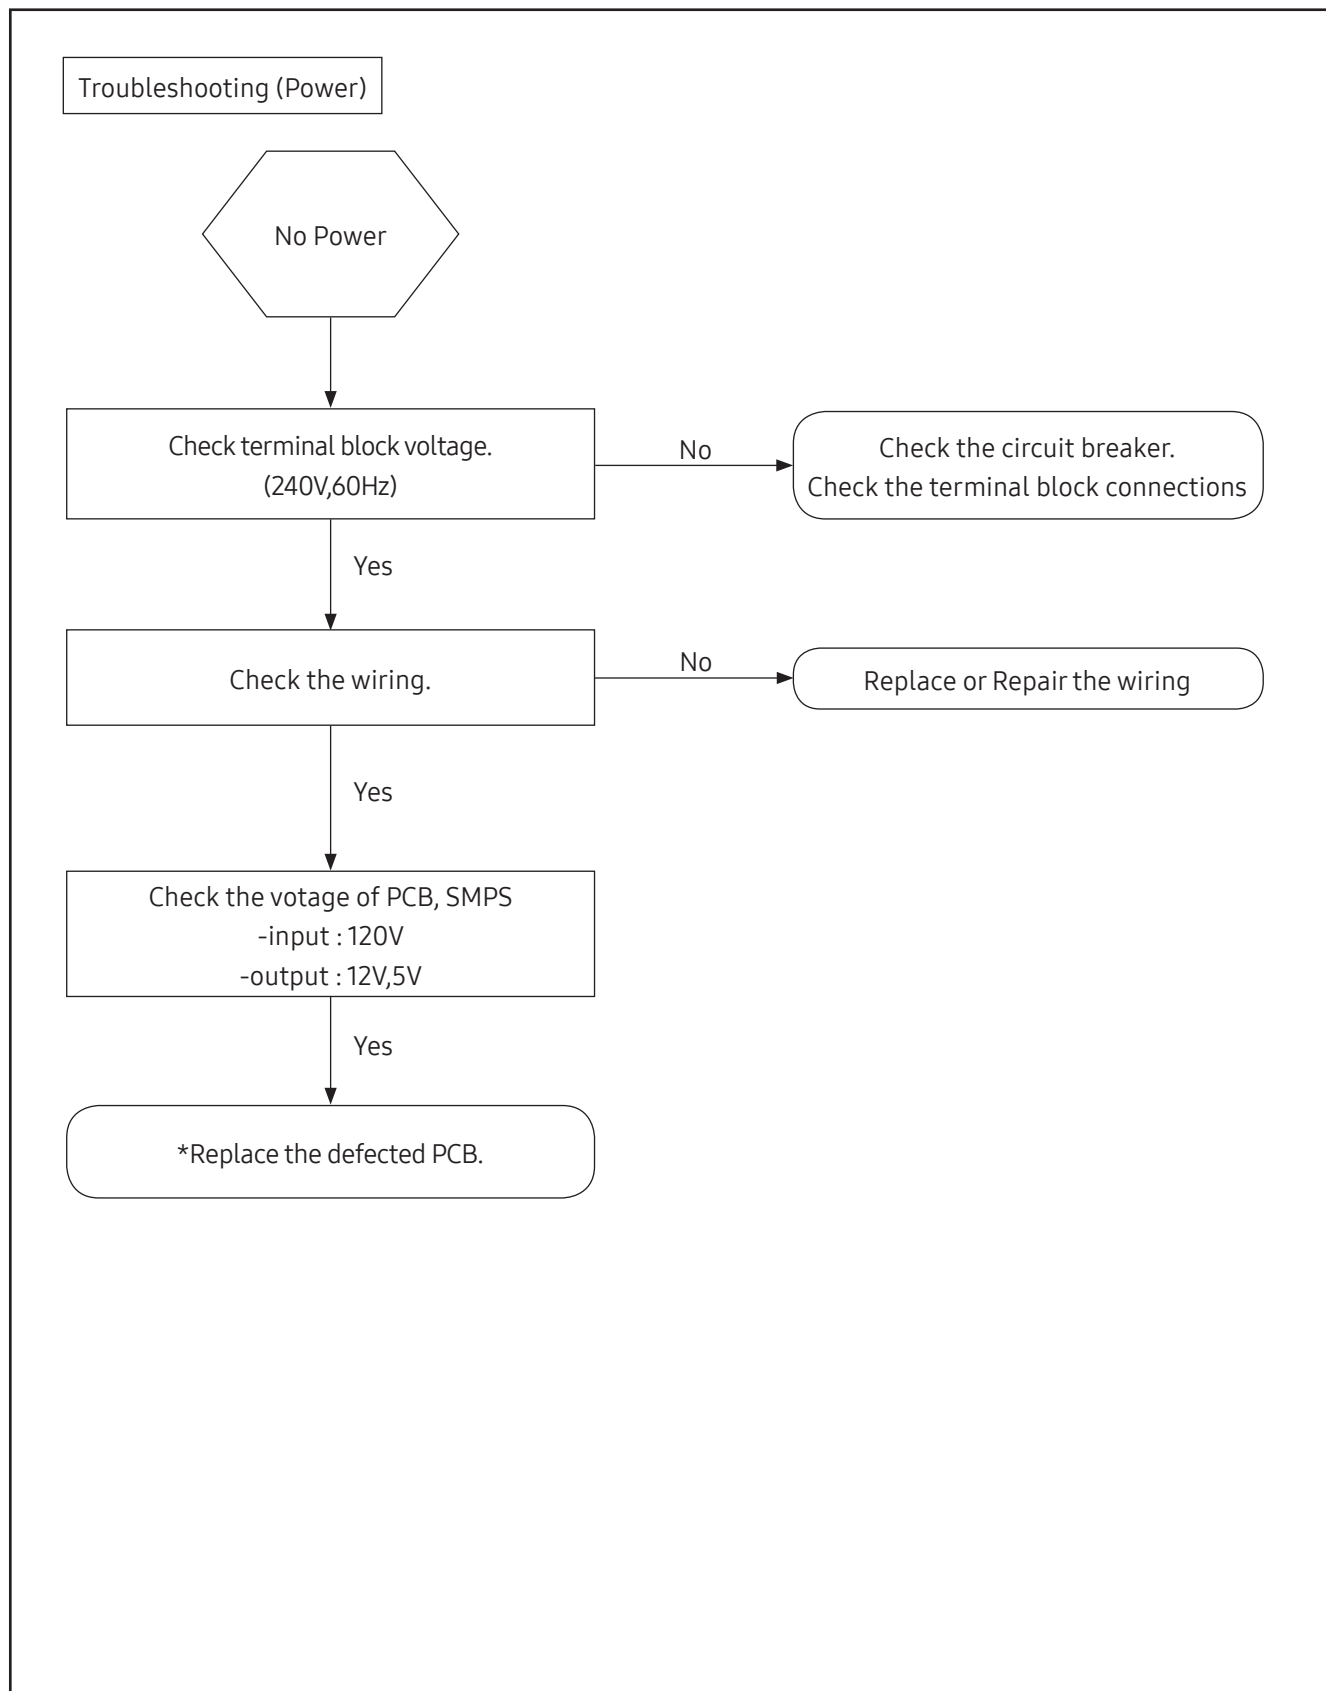 Troubleshooting (Power)
No Power
Check terminal block voltage.
(240V,60Hz)
No
Check the circuit breaker.
Check the terminal block connections
Yes
Check the wiring.
No
Replace or Repair the wiring
Yes
Check the votage of PCB, SMPS
-input : 120V
-output : 12V,5V
Yes
*Replace the defected PCB.